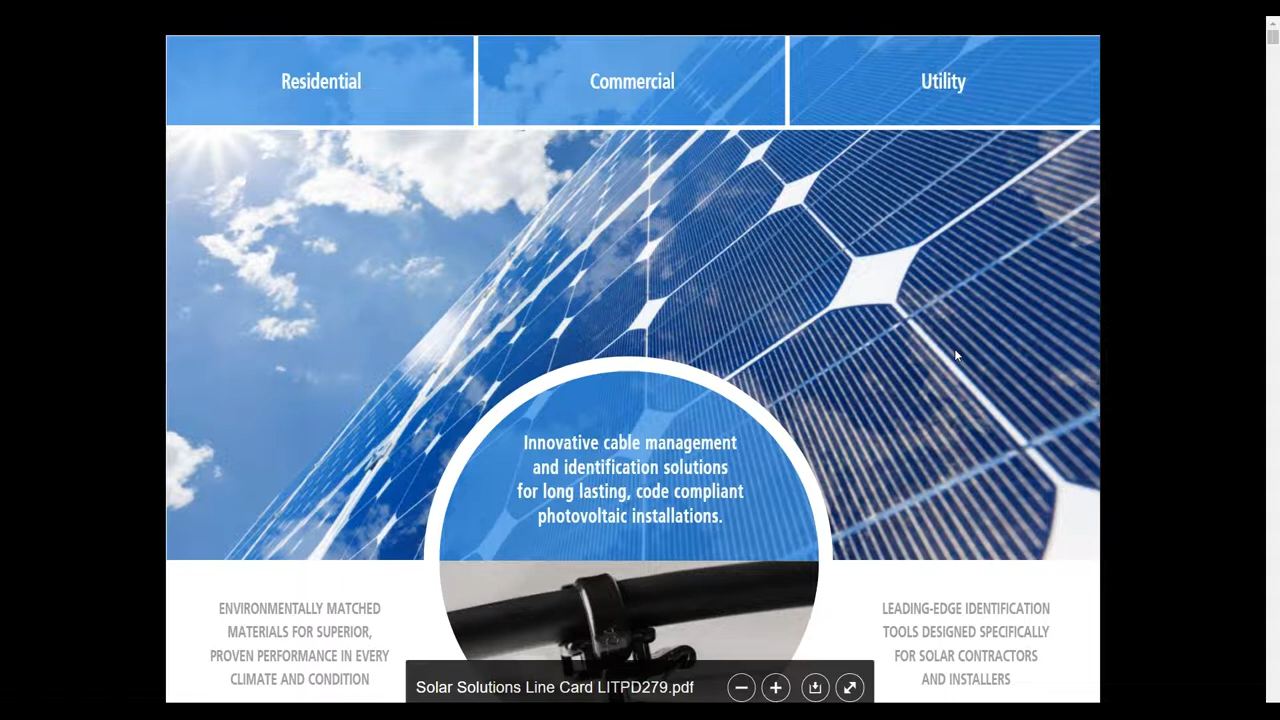 Residential
Commercial
Utility
Innovative cable management
and identification solutions
for long lasting, code compliant
photovoltaic installations.
ENVIRONMENTALLY MATCHED
MATERIALS FOR SUPERIOR,
PROVEN PERFORMANCE IN EVERY
CLIMATE AND CONDITION
LEADING-EDGE IDENTIFICATION
TOOLS DESIGNED SPECIFICALLY
FOR SOLAR CONTRACTORS
AND INSTALLERS
Solar Solutions Line Card LITPD279.pdf